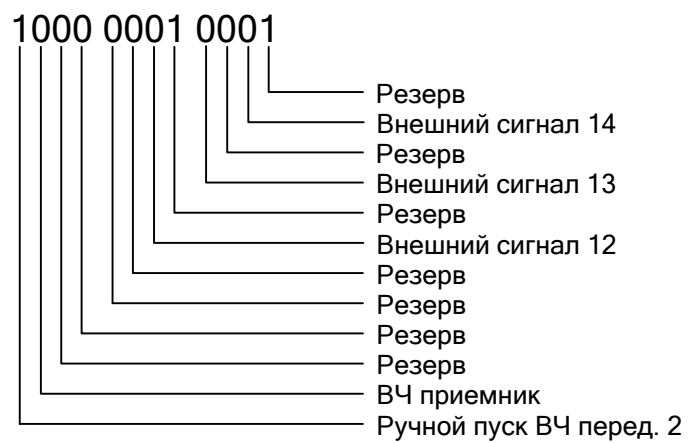 1000 0001 0001
Резерв
Внешний сигнал 14
Резерв
Внешний сигнал 13
Резерв
Внешний сигнал 12
Резерв
Резерв
Резерв
Резерв
ВЧ приемник
Ручной пуск ВЧ перед. 2